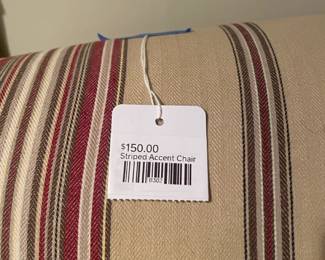 $150.00
Striped Accent Chair